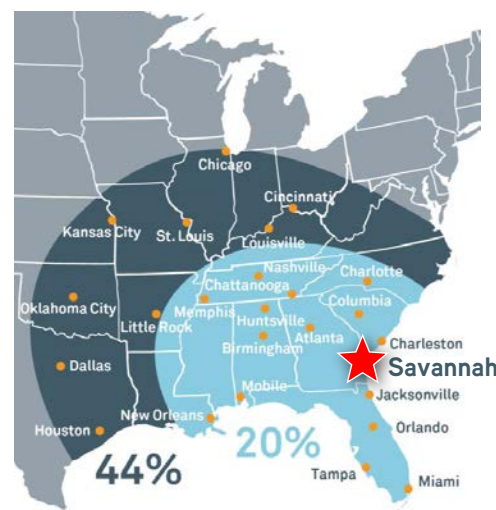 Chicago
Cincinnati
Kansas City
St. Louis
Louisville
Nashville
Charlotte
Chattanooga
Oklahoma City
Memphis
Columbia
Little Rock
Huntsville
Atlanta
Birmingham
Charleston
Savannah
Dallas
Mobile
Jacksonville
New Orleans
Houston
Orlando
20%
44%
Tampa
Miami